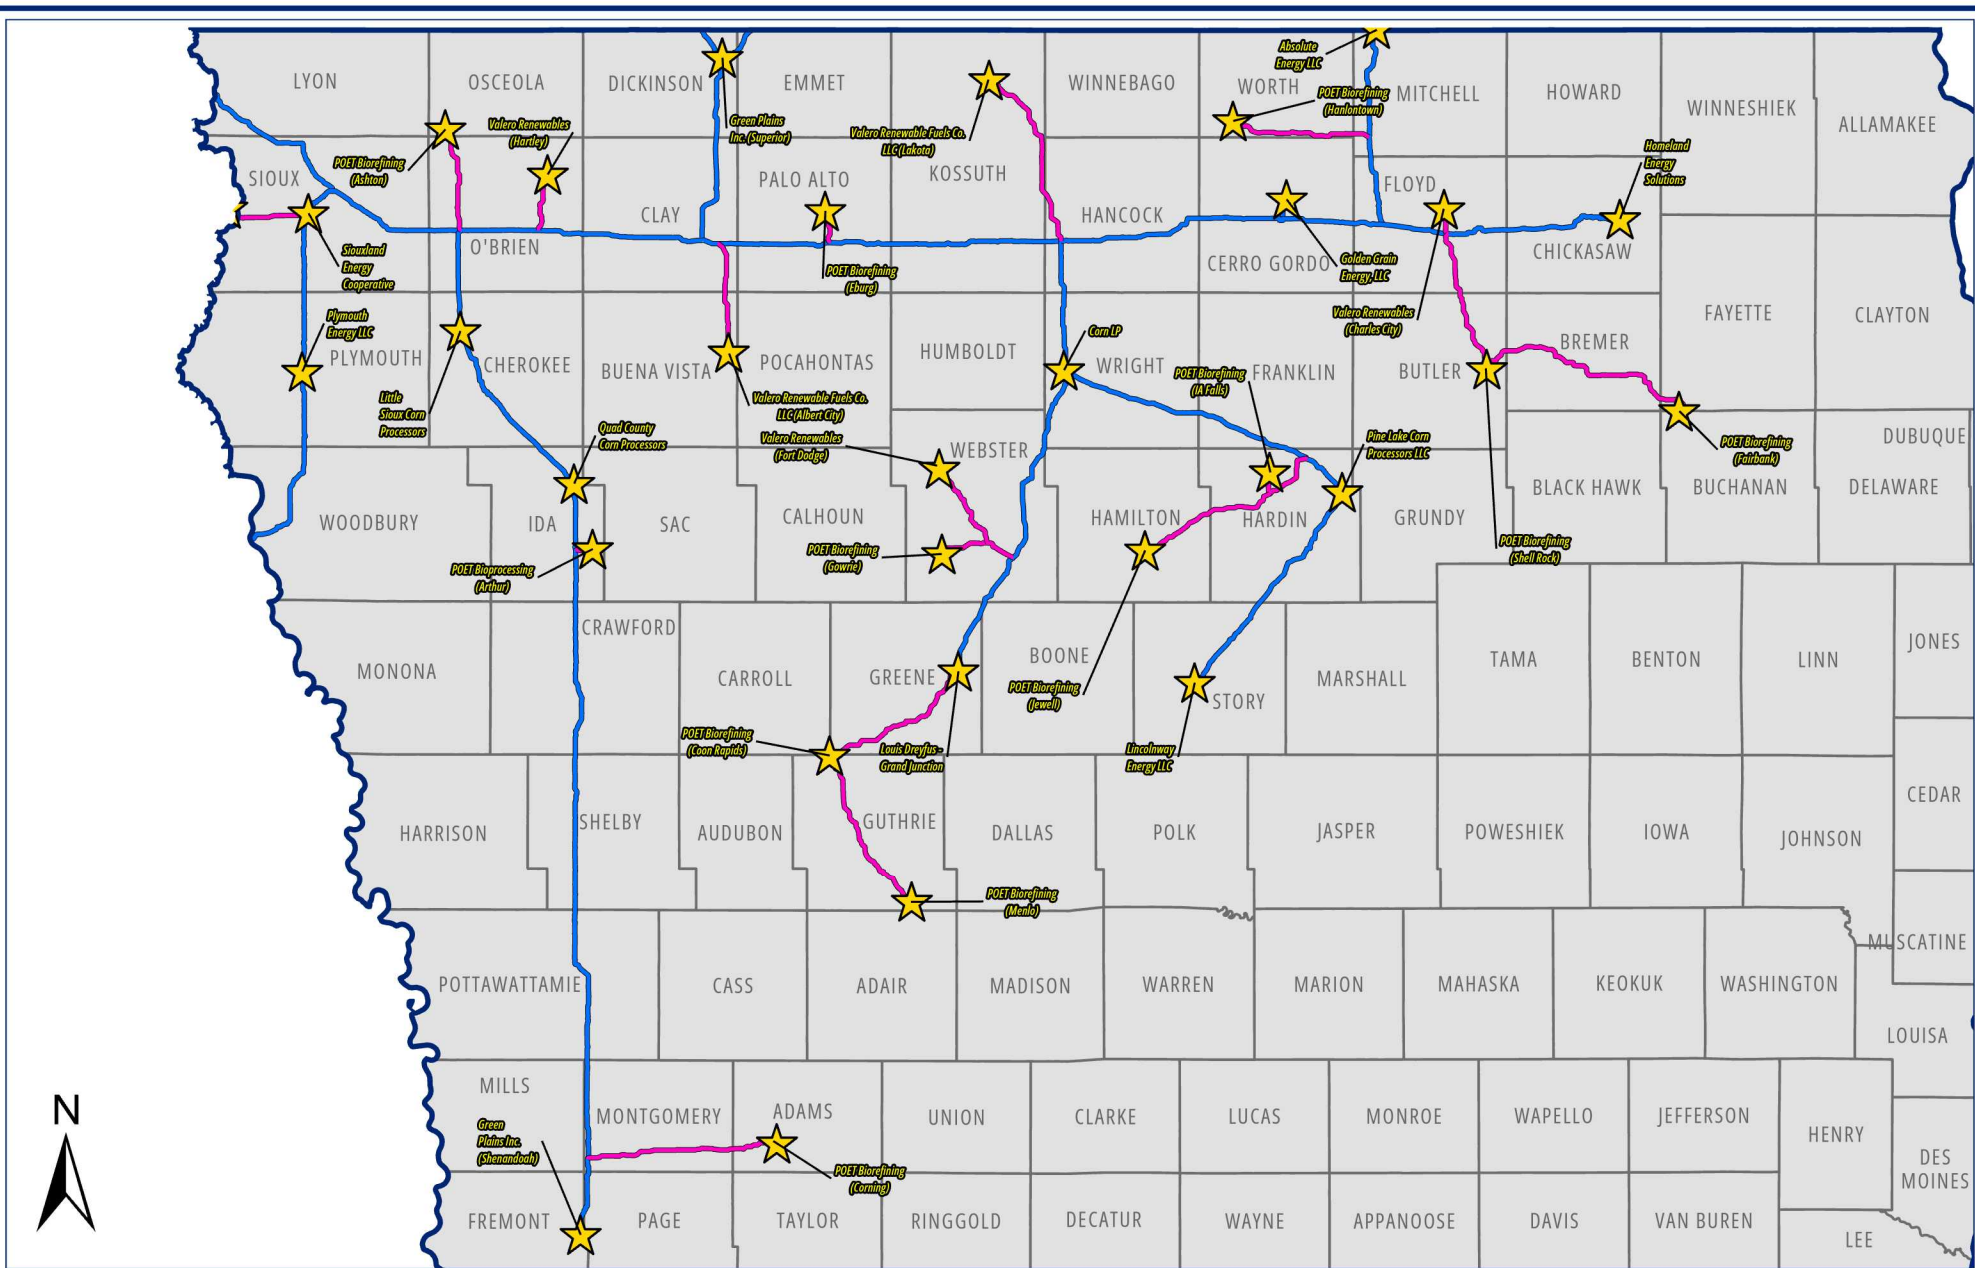 Absolute
Energy LLC
LYON
OSCEOLA
DICKINSON
EMMET
WINNEBAGO
WORTH
MITCHELL
HOWARD
WINNESHIEK
ALLAMAKEE
POET Biorefining
(Hanlontown)
Valero Renewables
(Hartley)
Green Plains
Inc. (Superior)
Valero Renewable Fuels Co.
LLC (Lakota)
Homeland
Energy
Solutions
POET Biorefining
(Ashton)
SIOUX
PALO ALTO
KOSSUTH
FLOYD
CLAY
HANCOCK
O'BRIEN
CHICKASAW
CERRO GORDO
Siouxland
Energy
Cooperative
POET Biorefining
(Eburg)
Golden Grain
Energy, LLC
Plymouth
Energy LLC
Valero Renewables
(Charles City)
Corn LP
FAYETTE
CLAYTON
BREMER
PLYMOUTH
CHEROKEE
BUENA VISTA
POCAHONTAS
HUMBOLDT
WRIGHT
FRANKLIN
BUTLER
POET Biorefining
(IA Falls)
Little
Sioux Corn
Processors
Valero Renewable Fuels Co.
LLC (Albert City)
Quad County
Corn Processors
Valero Renewables
(Fort Dodge)
WEBSTER
Pine Lake Corn
Processors LLC
POET Biorefining
(Fairbank)
DUBUQUE
BLACK HAWK
BUCHANAN
DELAWARE
WOODBURY
IDA
SAC
CALHOUN
HAMILTON
HARDIN
GRUNDY
POET Biorefining
(Shell Rock)
POET Bioprocessing
(Arthur)
POET Biorefining
(Gowrie)
CRAWFORD
MONONA
CARROLL
GREENE
BOONE
STORY
MARSHALL
TAMA
BENTON
LINN
JONES
POET Biorefining
(Jewell)
POET Biorefining
(Coon Rapids)
Louis Dreyfus -
Grand Junction
Lincolnway
Energy LLC
HARRISON
SHELBY
AUDUBON
GUTHRIE
DALLAS
POLK
JASPER
POWESHIEK
IOWA
JOHNSON
CEDAR
POET Biorefining
(Menlo)
MUSCATINE
POTTAWATTAMIE
CASS
ADAIR
MADISON
WARREN
MARION
MAHASKA
KEOKUK
WASHINGTON
LOUISA
MILLS
MONTGOMERY
ADAMS
UNION
CLARKE
LUCAS
MONROE
WAPELLO
JEFFERSON
HENRY
DES
MOINES
N
Green
Plains Inc.
(Shenandoah)
POET Biorefining
(Corning)
FREMONT
PAGE
TAYLOR
RINGGOLD
DECATUR
WAYNE
APPANOOSE
DAVIS
VAN BUREN
LEE